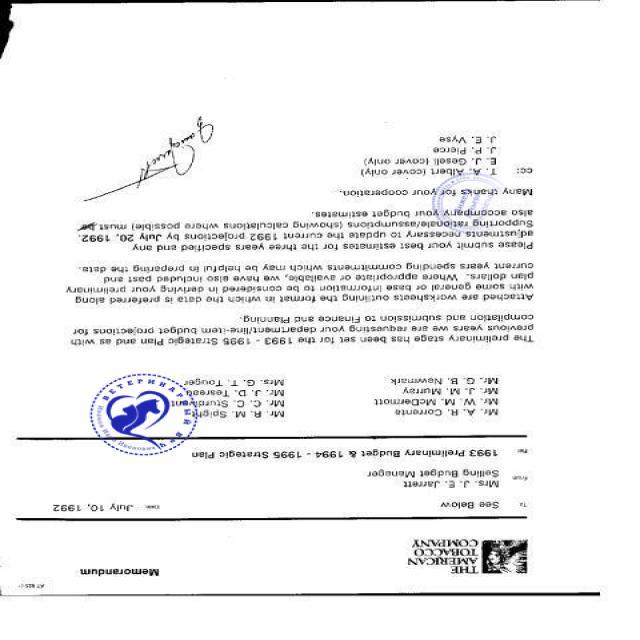 AT 825
Memorandum
THE
AMERICAN
TOBACCO
COMPANY
To See Below Date July 10, 1992
From Mrs. J. E. Jarrett
Selling Budget Manager
Re: 1993 Preliminary Budget & 1994 - 1995 Strategic Plan
Mr. A. R. Corrente Mr. R. M. Splight
Mr. W. M. McDermott Mr. C. C. Sturdivant
Mr. J. M. Murray Mr. J. D. Tesreau
Mr. G. B. Newmark Mrs. G. T. Touger
ВЕТЕРИНАРНЫЙ ВРАЧ
The preliminary stage has been set for the 1993 - 1995 Strategic Plan and as with
previous years we are requesting your department/line-item budget projections for
compilation and submission to Finance and Planning.
Attached are worksheets outlining the format in which the data is preferred along
with some general or base information to be considered in deriving your preliminary
plan dollars. Where appropriate or available, we have also included past and
current years spending commitments which may be helpful in preparing the data.
Please submit your best estimates for the three years specified and any
adjustments necessary to update the current 1992 projections by July 20, 1992.
Supporting rationale/assumptions (showing calculations where possible) must
also accompany your budget estimates.
Many thanks for your cooperation.
cc: T. A. Albert (cover only)
E. J. Gesell (cover only)
J. P. Pierce
J. E. Vyse